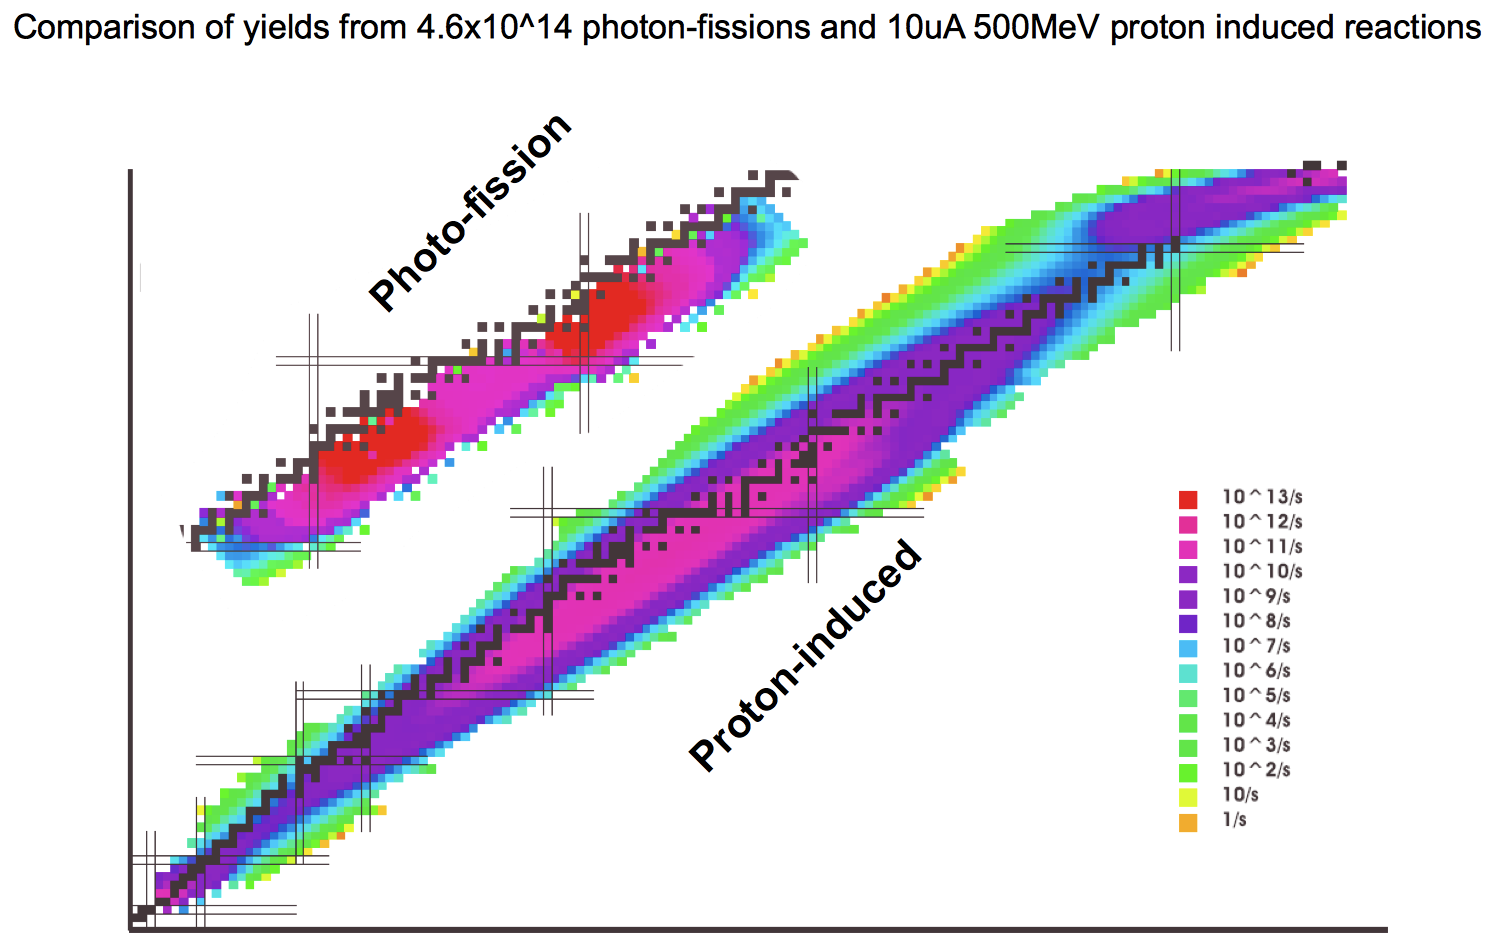 Comparison of yields from 4.6x10^14 photon-fissions and 10uA 500MeV proton induced reactions
Photo-fission
Proton-induced
10^13/s
10^12/s
10^11/s
10^10/s
10^9/s
10^8/s
10^7/s
10^6/s
10^5/s
10^4/s
10^3/s
10^2/s
10/s
1/s